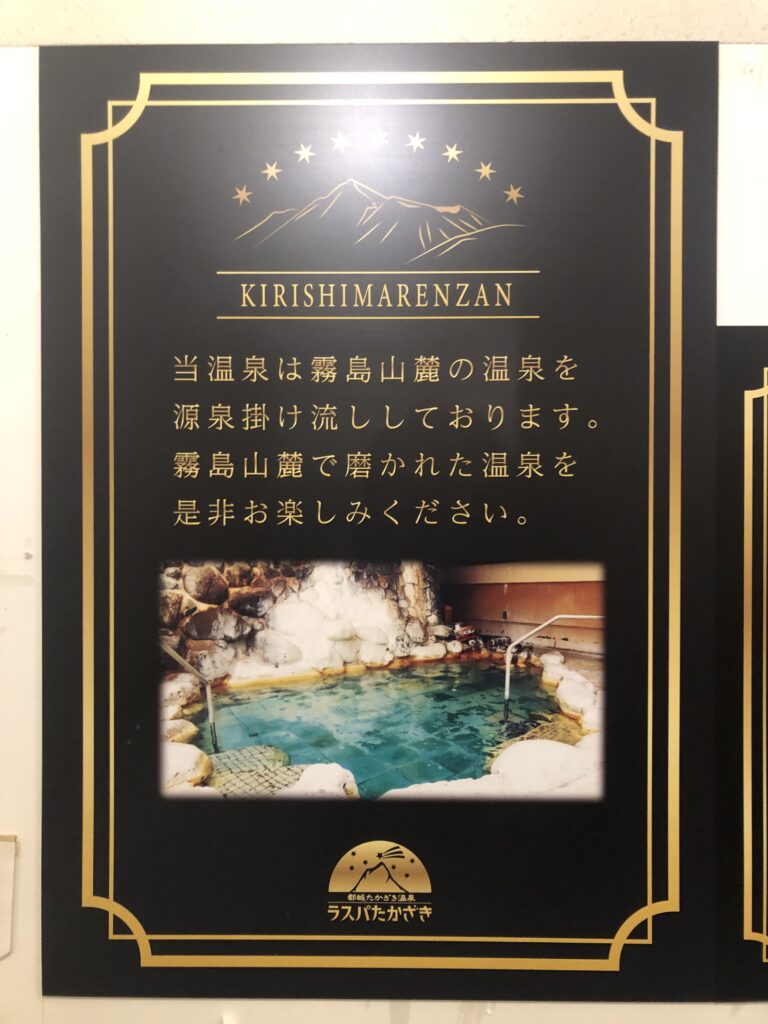 KIRISHIMARENZAN
当温泉は霧島山麓の温泉を
源泉掛け流ししております。
霧島山麓で磨かれた温泉を
是非お楽しみください。
都城たかざき温泉
ラスパたかざき